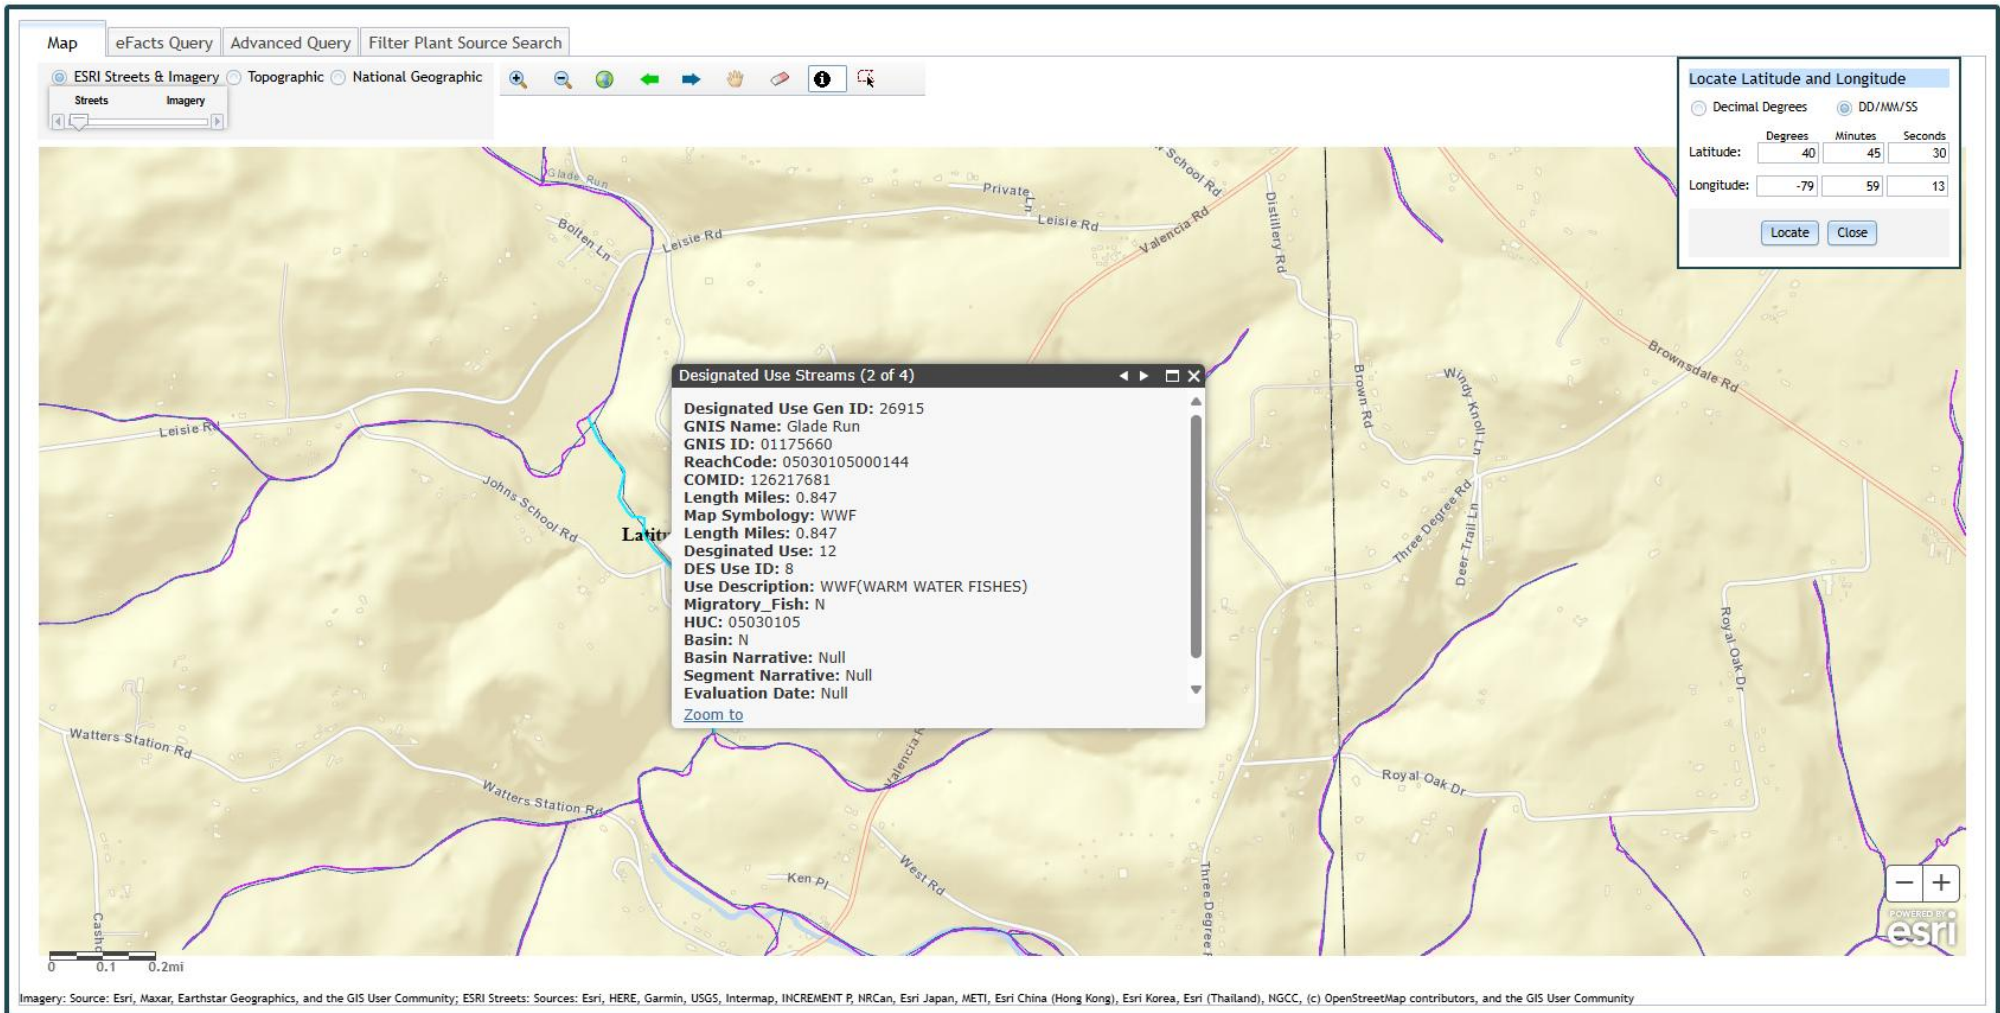 Map eFacts Query Advanced Query Filter Plant Source Search
ESRI Streets & Imagery Topographic National Geographic
Streets Imagery
Locate Latitude and Longitude
Decimal Degrees DD/MM/SS
Degrees Minutes Seconds
Latitude: 40 45 30
Longitude: -79 59 13
Locate Close
Glade Run
School Rd
Private Ln
Bolten Ln
Leisie Rd
Leisie Rd
Valencia Rd
Distillery Rd
Brownsdale Rd
Brown Rd
Windy Knoll Ln
Leisie Rd
Johns School Rd
Three Degree Rd
Deer Trail Ln
Royal Oak Dr
Designated Use Streams (2 of 4)
Designated Use Gen ID: 26915
GNIS Name: Glade Run
GNIS ID: 01175660
ReachCode: 05030105000144
COMID: 126217681
Length Miles: 0.847
Map Symbology: WWF
Length Miles: 0.847
Desginated Use: 12
DES Use ID: 8
Use Description: WWF(WARM WATER FISHES)
Migratory_Fish: N
HUC: 05030105
Basin: N
Basin Narrative: Null
Segment Narrative: Null
Evaluation Date: Null
Zoom to
Watters Station Rd
Valencia
Royal Oak Dr
Watters Station Rd
Ken Pl
West Rd
Three Degree
POWERED BY
esri
0 0.1 0.2mi
Imagery: Source: Esri, Maxar, Earthstar Geographics, and the GIS User Community; ESRI Streets: Sources: Esri, HERE, Garmin, USGS, Intermap, INCREMENT P, NRCan, Esri Japan, METI, Esri China (Hong Kong), Esri Korea, Esri (Thailand), NGCC, (c) OpenStreetMap contributors, and the GIS User Community